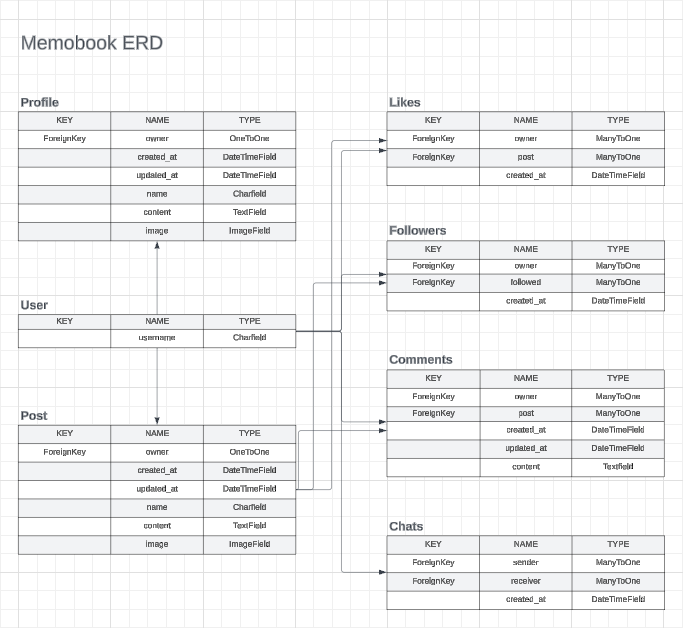 Memobook ERD
Profile
KEY NAME TYPE
ForeignKey owner OneToOne
created_at DateTimeField
updated_at DateTimeField
name Charfield
content TextField
image ImageField
User
KEY NAME TYPE
username Charfield
Post
KEY NAME TYPE
ForeignKey owner OneToOne
created_at DateTimeField
updated_at DateTimeField
name Charfield
content TextField
image ImageField
Likes
KEY NAME TYPE
ForeignKey owner ManyToOne
ForeignKey post ManyToOne
created_at DateTimeField
Followers
KEY NAME TYPE
ForeignKey owner ManyToOne
ForeignKey followed ManyToOne
created_at DateTimeField
Comments
KEY NAME TYPE
ForeignKey owner ManyToOne
ForeignKey post ManyToOne
created_at DateTimeField
updated_at DateTimeField
content Textfield
Chats
KEY NAME TYPE
ForeignKey sender ManyToOne
ForeignKey receiver ManyToOne
created_at DateTimeField